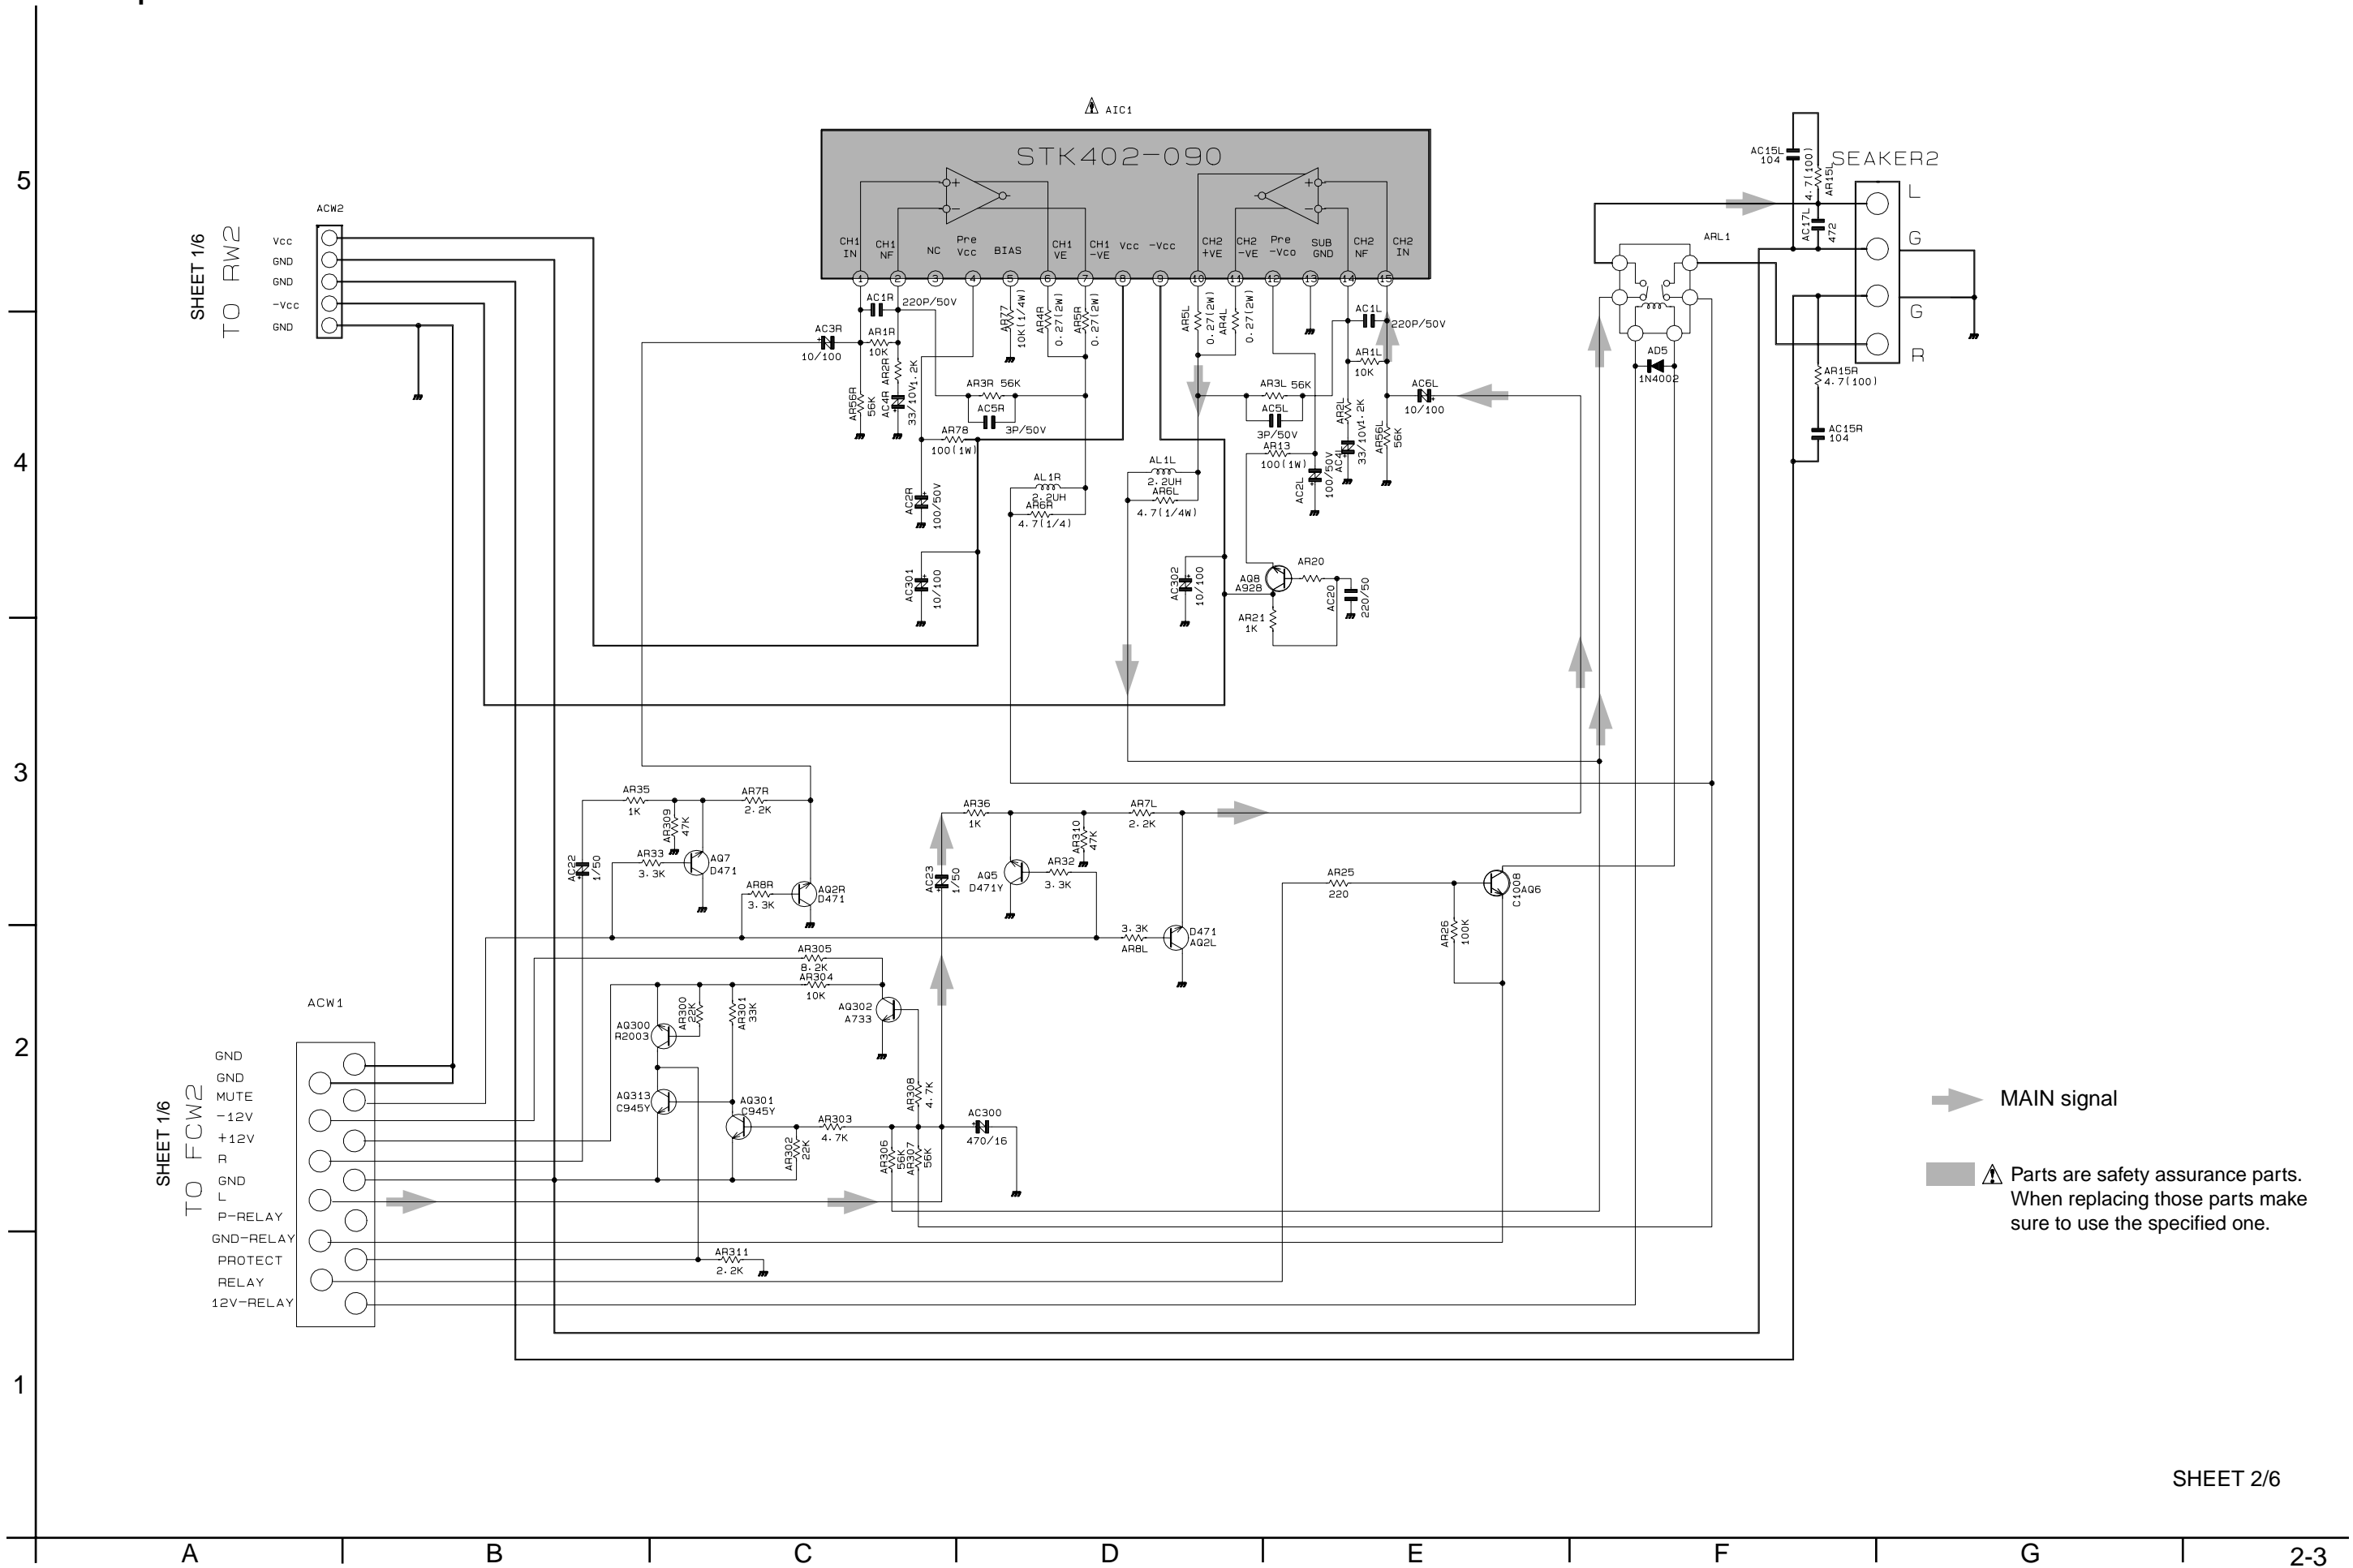 5
4
3
2
1
A
B
C
D
E
F
G
2-3
SHEET 2/6
SHEET 1/6
TO RW2
ACW2
Vcc
GND
GND
-Vcc
GND
AIC1
STK402-090
CH1 IN
CH1 NF
NC
Pre Vcc
BIAS
CH1 VE
CH1 -VE
Vcc
-Vcc
CH2 +VE
CH2 -VE
Pre -Vco
SUB GND
CH2 NF
CH2 IN
1
2
3
4
5
6
7
8
9
10
11
12
13
14
15
AC1R
220P/50V
AC3R
10/100
AR1R
10K
AR2R
1.2K
AR56R
56K
AC4R
33/10V
AR77
10K(1/4W)
AR4R
0.27(2W)
AR5R
0.27(2W)
AR3R 56K
AC5R
3P/50V
AR78
100(1W)
AC2R
100/50V
AC301
10/100
AL1R
2.2UH
AR6R
4.7(1/4)
AR5L
0.27(2W)
AR4L
0.27(2W)
AC1L
220P/50V
AR1L
10K
AR3L 56K
AC5L
3P/50V
AR13
100(1W)
AR2L
1.2K
AC4L
33/10V
AR56L
56K
AC6L
10/100
AC2L
100/50V
AL1L
2.2UH
AR6L
4.7(1/4W)
AC302
10/100
AQ8
A928
AR20
AC20
220/50
AR21
1K
AC15L
104
4.7(100)
AR15L
AC17L
472
SEAKER2
L
G
G
R
ARL1
AD5
1N4002
AR15R
4.7(100)
AC15R
104
AR35
1K
AR309
47K
AR7R
2.2K
AC22
1/50
AR33
3.3K
AQ7
D471
AR8R
3.3K
AQ2R
D471
AR36
1K
AC23
1/50
AQ5
D471Y
AR310
47K
AR32
3.3K
AR7L
2.2K
3.3K
AR8L
D471
AQ2L
AR25
220
C1008
AQ6
AR26
100K
AR305
8.2K
AR304
10K
AQ300
R2003
AR300
22K
AR301
33K
AQ302
A733
AR308
4.7K
AQ313
C945Y
AQ301
C945Y
AR303
4.7K
AR302
22K
AR306
56K
AR307
56K
AC300
470/16
AR311
2.2K
ACW1
SHEET 1/6
TO FCW2
GND
GND
MUTE
-12V
+12V
R
GND
L
P-RELAY
GND-RELAY
PROTECT
RELAY
12V-RELAY
MAIN signal
Parts are safety assurance parts.
When replacing those parts make
sure to use the specified one.